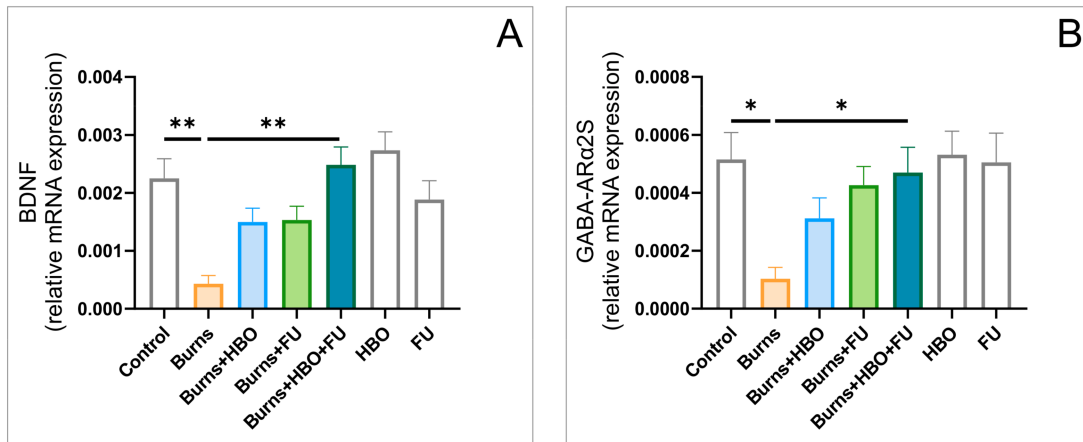 A
BDNF
(relative mRNA expression)
0.004
0.003
0.002
0.001
0.000
** **
Control
Burns
Burns+HBO
Burns+FU
Burns+HBO+FU
HBO
FU
B
GABA-ARα2S
(relative mRNA expression)
0.0008
0.0006
0.0004
0.0002
0.0000
* *
Control
Burns
Burns+HBO
Burns+FU
Burns+HBO+FU
HBO
FU